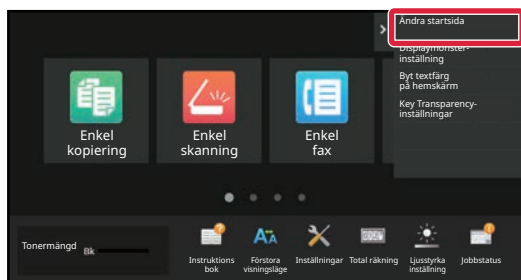 Ändra startsida
Displaymönster-
inställning
Byt textfärg
på hemskärm
Key Transparency-
inställningar
Enkel
kopiering
Enkel
skanning
Enkel
fax
Tonermängd
Bk
Instruktions
bok
Förstora
visningsläge
Inställningar
Total räkning
Ljusstyrka
inställning
Jobbstatus